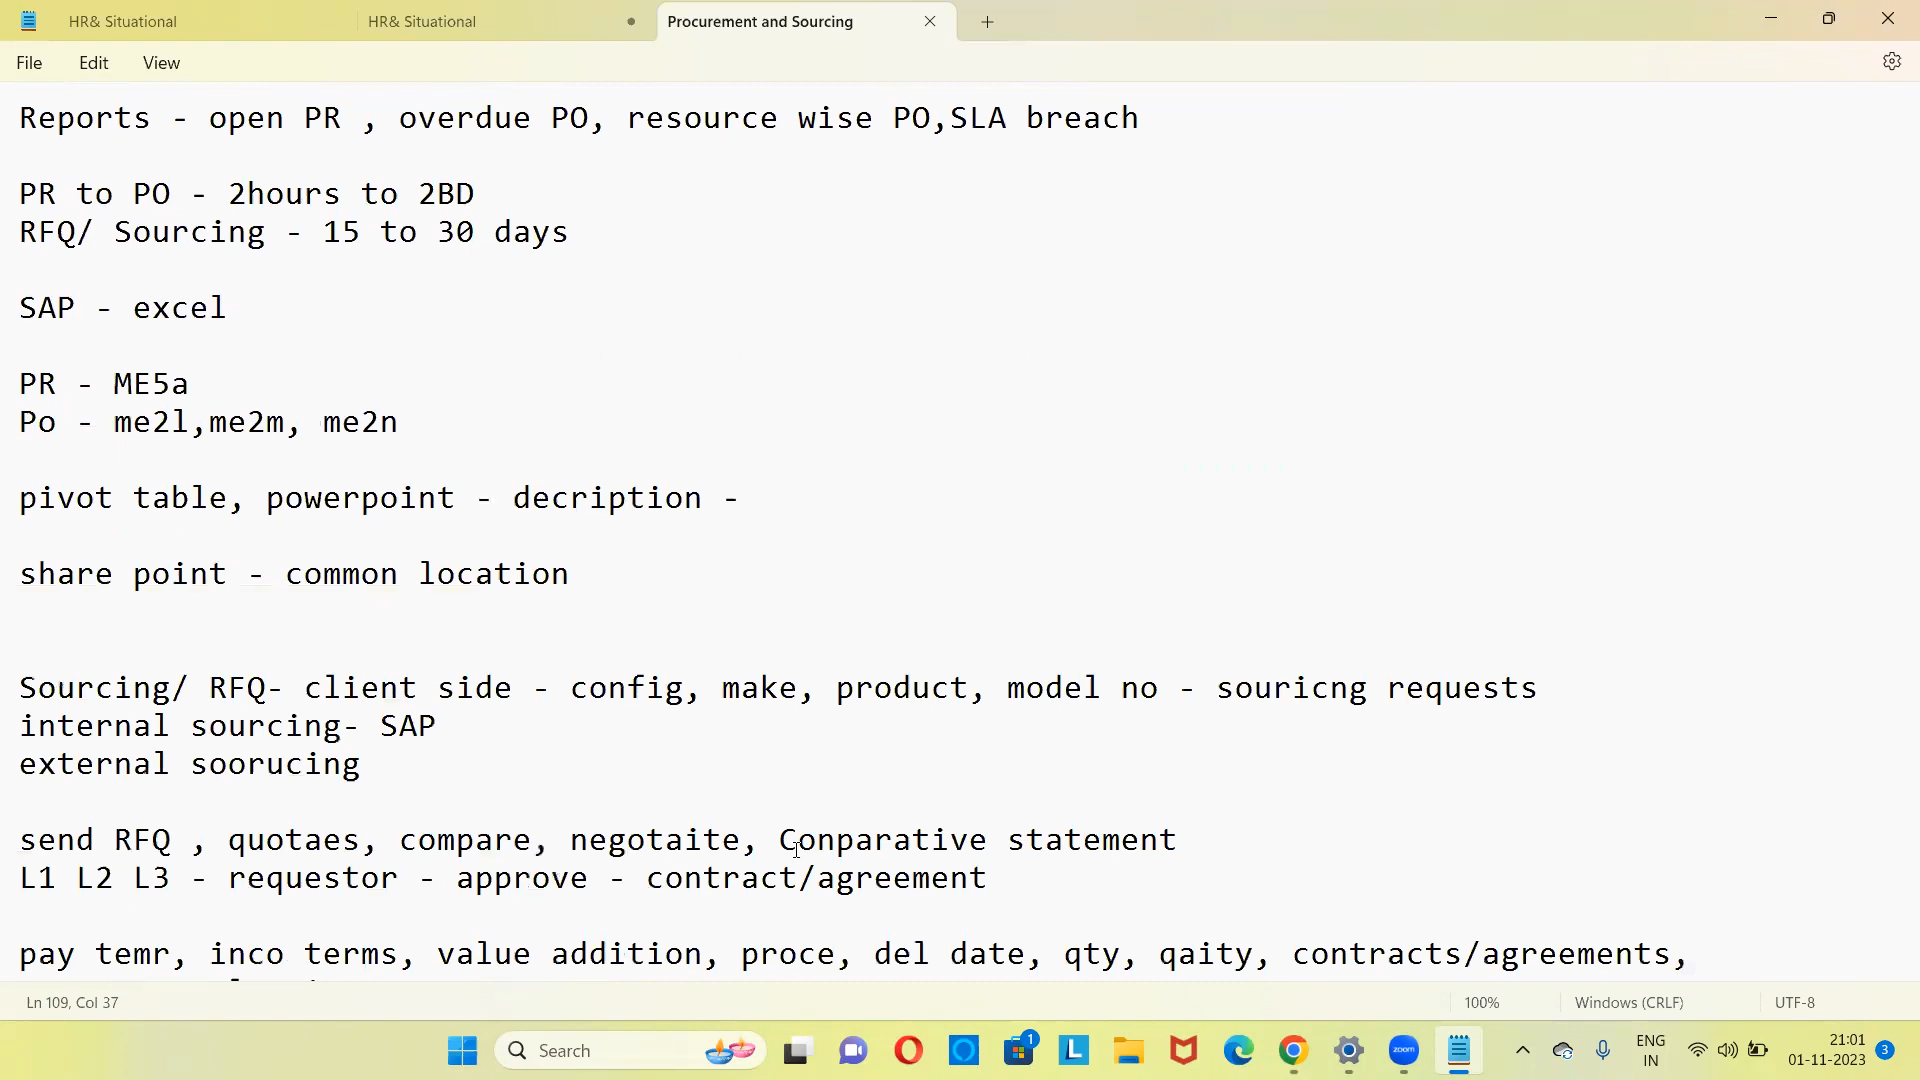 HR& Situational
HR& Situational
Procurement and Sourcing
File Edit View
Reports - open PR , overdue PO, resource wise PO,SLA breach
PR to PO - 2hours to 2BD
RFQ/ Sourcing - 15 to 30 days
SAP - excel
PR - ME5a
Po - me2l,me2m, me2n
pivot table, powerpoint - decription -
share point - common location
Sourcing/ RFQ- client side - config, make, product, model no - souricng requests
internal sourcing- SAP
external soorucing
send RFQ , quotaes, compare, negotaite, Conparative statement
L1 L2 L3 - requestor - approve - contract/agreement
pay temr, inco terms, value addition, proce, del date, qty, qaity, contracts/agreements,
Ln 109, Col 37
100%
Windows (CRLF)
UTF-8
Search
1
L
zoom
ENG
IN
21:01
01-11-2023
3